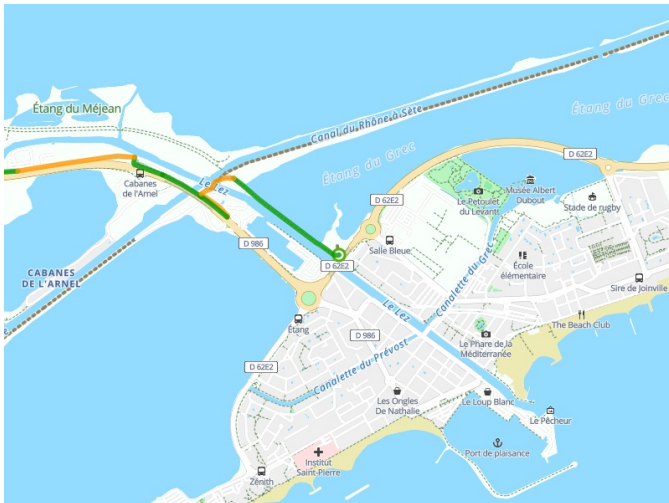 Étang du Méjean
Canal du Rhône à Sète
Étang du Grec
Étang du Grec
D 62E2
Cabanes
de l'Arnel
Le Lez
Le Petoulet
du Levant
Musée Albert
Dubout
Stade de rugby
D 62E2
D 986
Salle Bleue
D 62E2
CABANES
DE L'ARNEL
Canalette du Grec
École
élémentaire
Sire de Joinville
Le Lez
The Beach Club
Étang
D 986
Le Phare de la
Méditerranée
Canalette du Prévost
D 62E2
Les Ongles
De Nathalie
Le Loup Blanc
Le Pêcheur
Port de plaisance
Institut
Saint-Pierre
Zénith